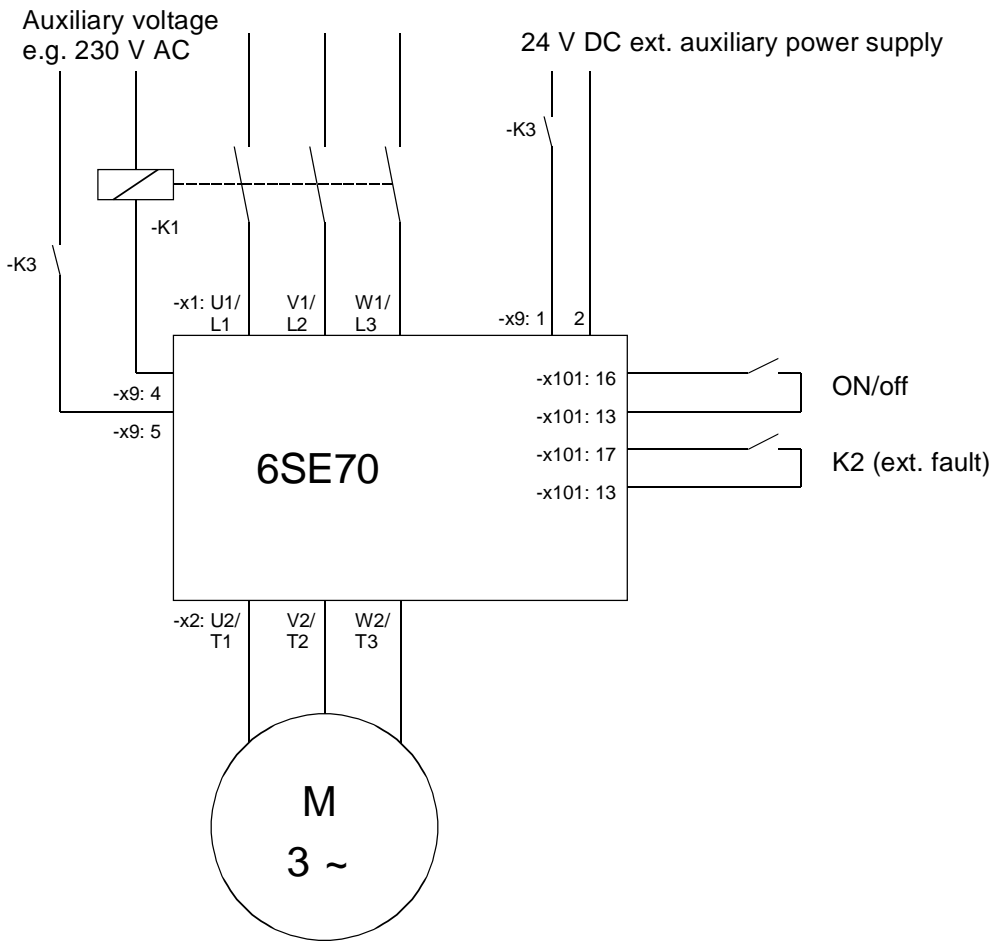 Auxiliary voltage
e.g. 230 V AC
24 V DC ext. auxiliary power supply
-K3
-K1
-K3
-x1: U1/ V1/ W1/
L1 L2 L3
-x9: 1 2
-x9: 4
-x9: 5
-x101: 16
ON/off
-x101: 13
-x101: 17
K2 (ext. fault)
-x101: 13
6SE70
-x2: U2/ V2/ W2/
T1 T2 T3
M
3 ~